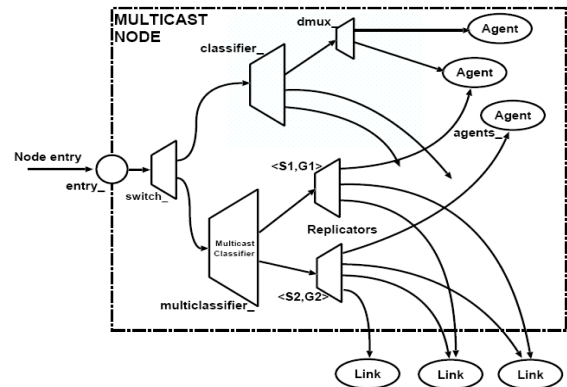 MULTICAST
NODE
dmux_
Agent
classifier_
Agent
Agent
agents_
Node entry
entry_
<S1,G1>
switch_
Multicast
Classifier
Replicators
multiclassifier_
<S2,G2>
Link
Link
Link